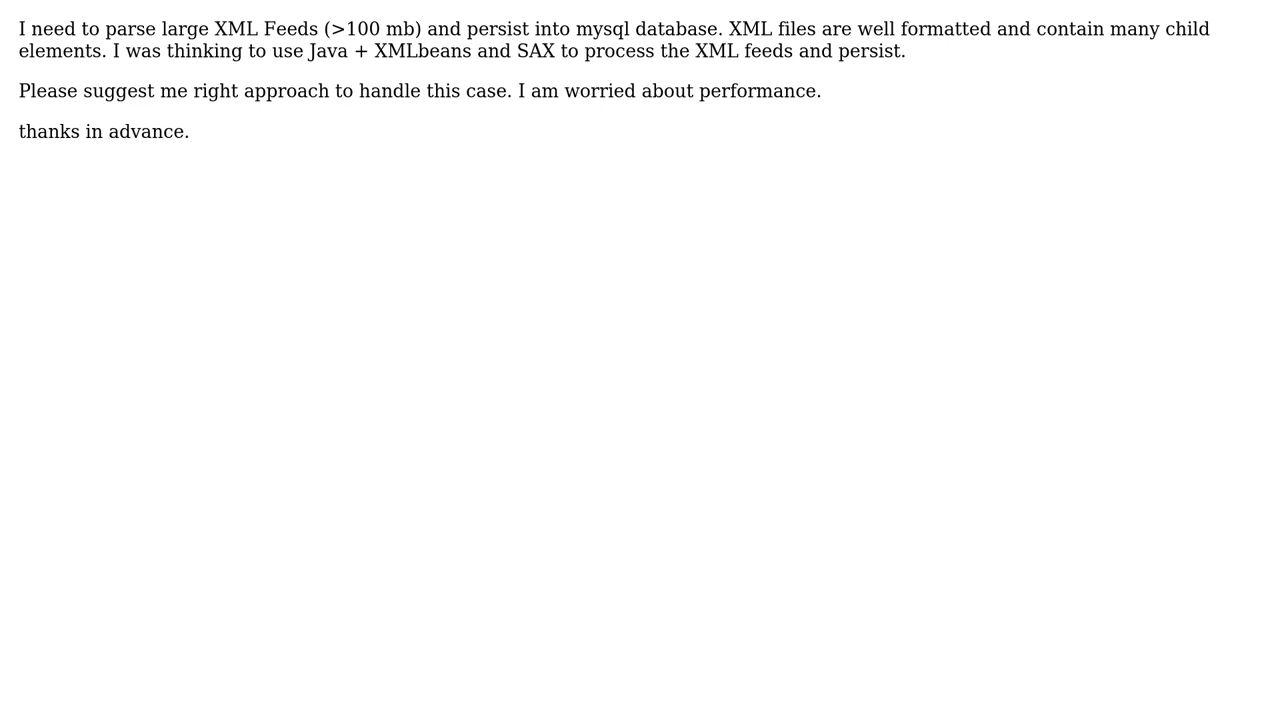 I need to parse large XML Feeds (>100 mb) and persist into mysql database. XML files are well formatted and contain many child
elements. I was thinking to use Java + XMLbeans and SAX to process the XML feeds and persist.
Please suggest me right approach to handle this case. I am worried about performance.
thanks in advance.